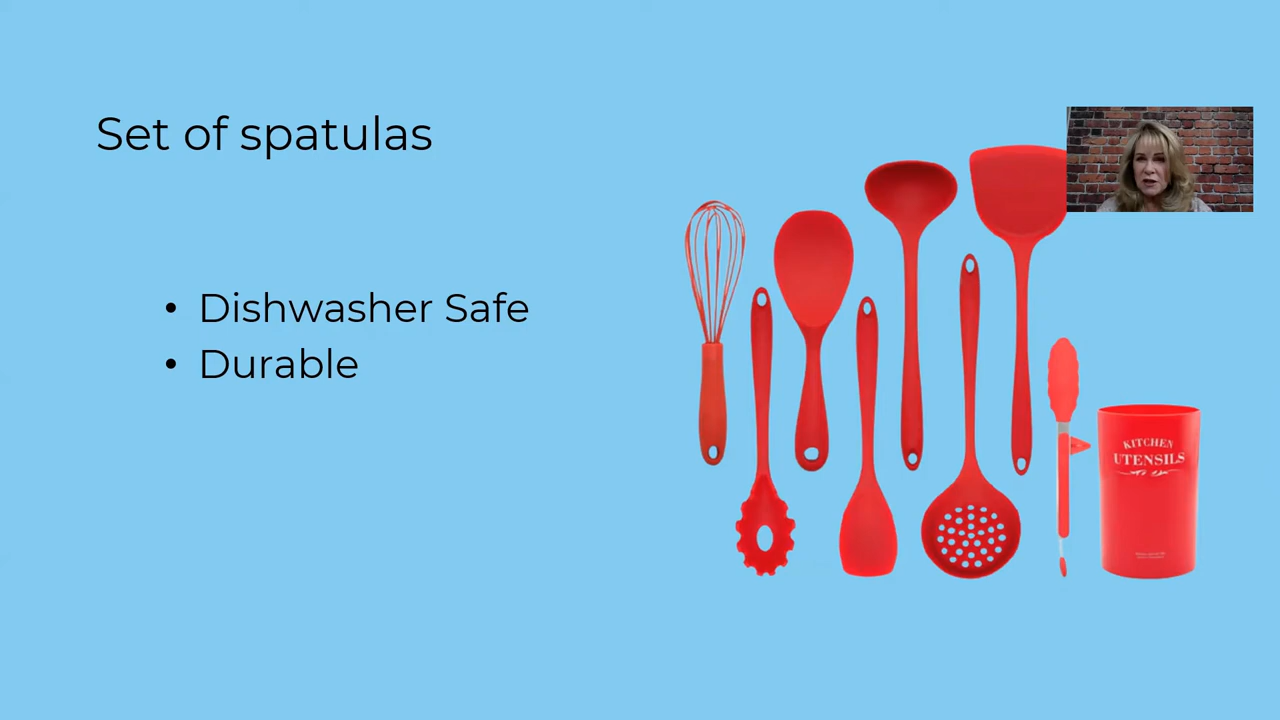 Set of spatulas
• Dishwasher Safe
• Durable
KITCHEN
UTENSILS